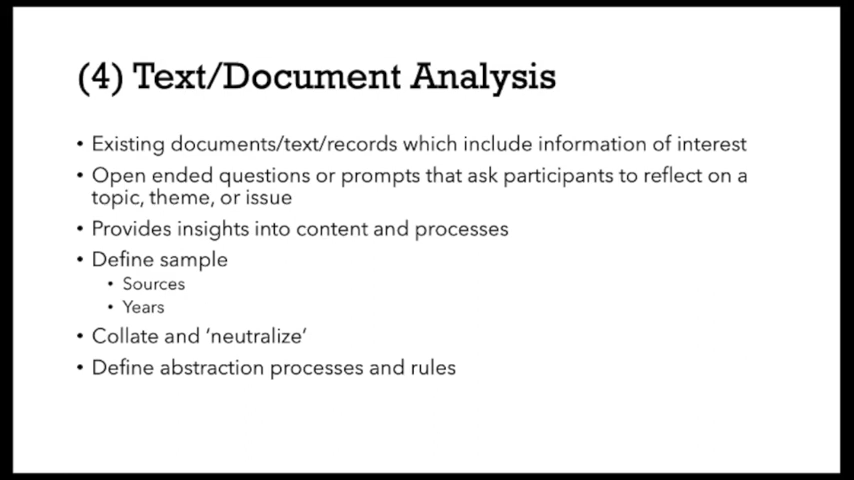 (4) Text/Document Analysis
• Existing documents/text/records which include information of interest
• Open ended questions or prompts that ask participants to reflect on a
topic, theme, or issue
• Provides insights into content and processes
• Define sample
• Sources
• Years
• Collate and ‘neutralize’
• Define abstraction processes and rules